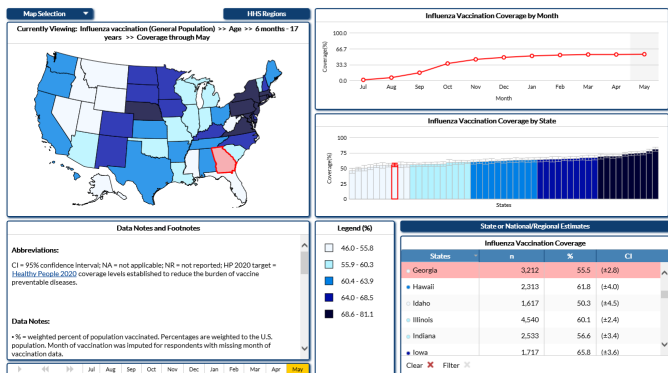 Map Selection
HHS Regions
Currently Viewing: Influenza vaccination (General Population) >> Age >> 6 months - 17
years >> Coverage through May
Influenza Vaccination Coverage by Month
Coverage(%)
100.0
66.7
33.3
0.0
Jul Aug Sep Oct Nov Dec Jan Feb Mar Apr May
Month
Influenza Vaccination Coverage by State
Coverage(%)
100
75
50
25
0
States
Data Notes and Footnotes
Abbreviations:
CI = 95% confidence interval; NA = not applicable; NR = not reported; HP 2020 target =
Healthy People 2020 coverage levels established to reduce the burden of vaccine
preventable diseases.
Data Notes:
• % = weighted percent of population vaccinated. Percentages are weighted to the U.S.
population. Month of vaccination was imputed for respondents with missing month of
vaccination data.
Jul Aug Sep Oct Nov Dec Jan Feb Mar Apr May
Legend (%)
46.0 - 55.8
55.9 - 60.3
60.4 - 63.9
64.0 - 68.5
68.6 - 81.1
State or National/Regional Estimates
Influenza Vaccination Coverage
States n % CI
Georgia 3,212 55.5 (±2.8)
Hawaii 2,313 61.8 (±4.0)
Idaho 1,617 50.3 (±4.5)
Illinois 4,540 60.1 (±2.4)
Indiana 2,533 56.6 (±3.4)
Iowa 1,717 65.8 (±3.6)
Clear Filter